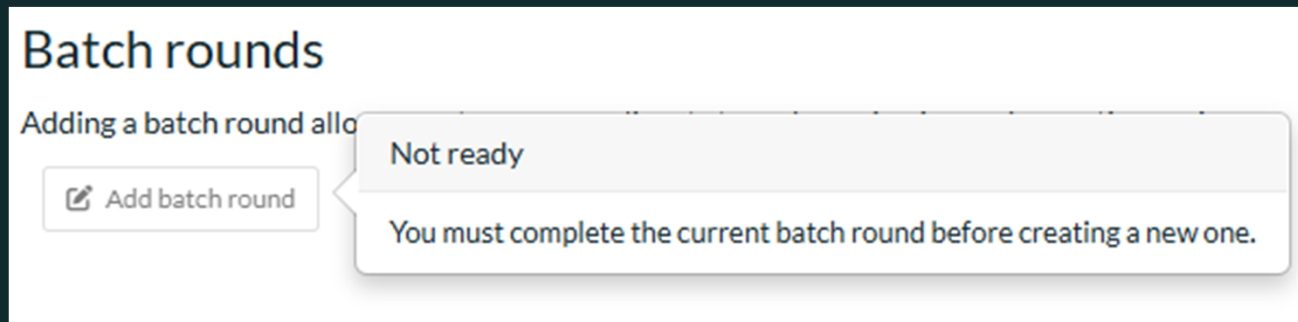 Batch rounds
Adding a batch round
Not ready
Add batch round
You must complete the current batch round before creating a new one.